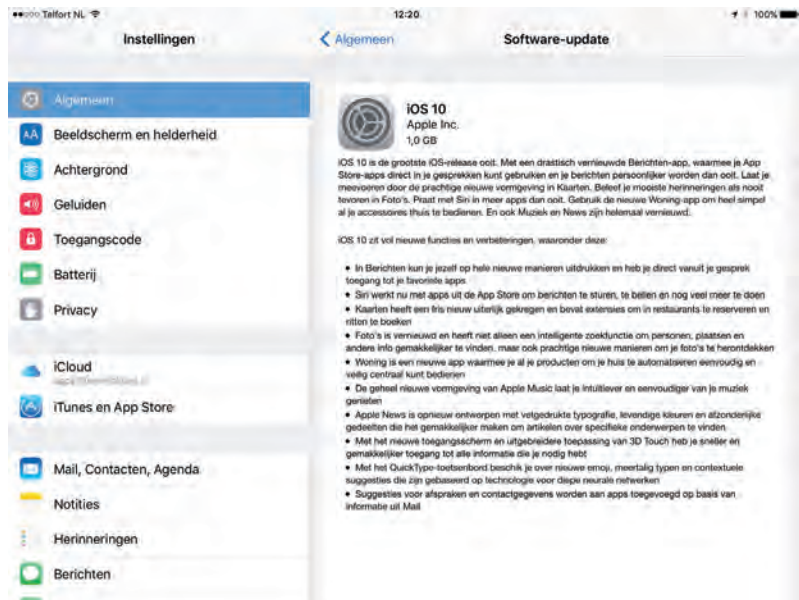 Telfort NL
12:20
100%
Instellingen
Algemeen
Software-update
Algemeen
Beeldscherm en helderheid
Achtergrond
Geluiden
Toegangscode
Batterij
Privacy
iCloud
iTunes en App Store
Mail, Contacten, Agenda
Notities
Herinneringen
Berichten
iOS 10
Apple Inc.
1,0 GB
iOS 10 is de grootste iOS-release ooit. Met een drastisch vernieuwde Berichten-app, waarmee je App
Store-apps direct in je gesprekken kunt gebruiken en je berichten persoonlijker worden dan ooit. Laat je
meevoeren door de prachtige nieuwe vormgeving in Kaarten. Beleef je mooiste herinneringen als nooit
tevoren in Foto's. Praat met Siri in meer apps dan ooit. Gebruik de nieuwe Woning-app om heel simpel
al je accessoires thuis te bedienen. En ook Muziek en News zijn helemaal vernieuwd.
iOS 10 zit vol nieuwe functies en verbeteringen, waaronder deze:
• In Berichten kun je jezelf op hele nieuwe manieren uitdrukken en heb je direct vanuit je gesprek
toegang tot je favoriete apps
• Siri werkt nu met apps uit de App Store om berichten te sturen, te bellen en nog veel meer te doen
• Kaarten heeft een fris nieuw uiterlijk gekregen en bevat extensies om in restaurants te reserveren en
ritten te boeken
• Foto's is vernieuwd en heeft niet alleen een intelligente zoekfunctie om personen, plaatsen en
andere info gemakkelijker te vinden, maar ook prachtige nieuwe manieren om je foto's te herontdekken
• Woning is een nieuwe app waarmee je al je producten om je huis te automatiseren eenvoudig en
veilig centraal kunt bedienen
• De geheel nieuwe vormgeving van Apple Music laat je intuïtiever en eenvoudiger van je muziek
genieten
• Apple News is opnieuw ontworpen met vetgedrukte typografie, levendige kleuren en afzonderlijke
gedeelten die het gemakkelijker maken om artikelen over specifieke onderwerpen te vinden
• Met het nieuwe toegangsscherm en uitgebreidere toepassing van 3D Touch heb je sneller en
gemakkelijker toegang tot alle informatie die je nodig hebt
• Met het QuickType-toetsenbord beschik je over nieuwe emoji, meertalig typen en contextuele
suggesties die zijn gebaseerd op technologie voor diepe neurale netwerken
• Suggesties voor afspraken en contactgegevens worden aan apps toegevoegd op basis van
informatie uit Mail